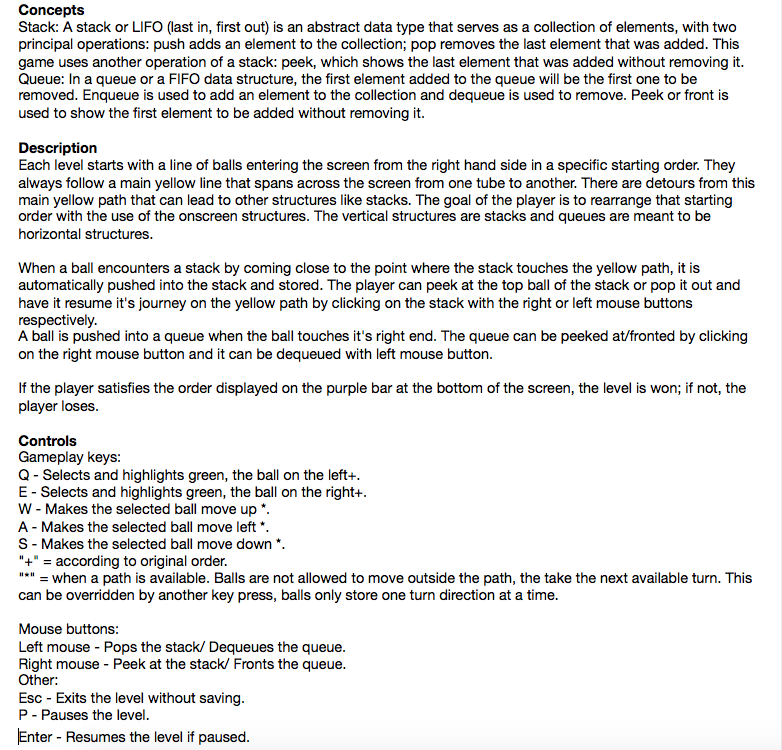 Concepts
Stack: A stack or LIFO (last in, first out) is an abstract data type that serves as a collection of elements, with two
principal operations: push adds an element to the collection; pop removes the last element that was added. This
game uses another operation of a stack: peek, which shows the last element that was added without removing it.
Queue: In a queue or a FIFO data structure, the first element added to the queue will be the first one to be
removed. Enqueue is used to add an element to the collection and dequeue is used to remove. Peek or front is
used to show the first element to be added without removing it.
Description
Each level starts with a line of balls entering the screen from the right hand side in a specific starting order. They
always follow a main yellow line that spans across the screen from one tube to another. There are detours from this
main yellow path that can lead to other structures like stacks. The goal of the player is to rearrange that starting
order with the use of the onscreen structures. The vertical structures are stacks and queues are meant to be
horizontal structures.
When a ball encounters a stack by coming close to the point where the stack touches the yellow path, it is
automatically pushed into the stack and stored. The player can peek at the top ball of the stack or pop it out and
have it resume it's journey on the yellow path by clicking on the stack with the right or left mouse buttons
respectively.
A ball is pushed into a queue when the ball touches it's right end. The queue can be peeked at/fronted by clicking
on the right mouse button and it can be dequeued with left mouse button.
If the player satisfies the order displayed on the purple bar at the bottom of the screen, the level is won; if not, the
player loses.
Controls
Gameplay keys:
Q - Selects and highlights green, the ball on the left+.
E - Selects and highlights green, the ball on the right+.
W - Makes the selected ball move up *.
A - Makes the selected ball move left *.
S - Makes the selected ball move down *.
"+" = according to original order.
"*" = when a path is available. Balls are not allowed to move outside the path, the take the next available turn. This
can be overridden by another key press, balls only store one turn direction at a time.
Mouse buttons:
Left mouse - Pops the stack/ Dequeues the queue.
Right mouse - Peek at the stack/ Fronts the queue.
Other:
Esc - Exits the level without saving.
P - Pauses the level.
Enter - Resumes the level if paused.